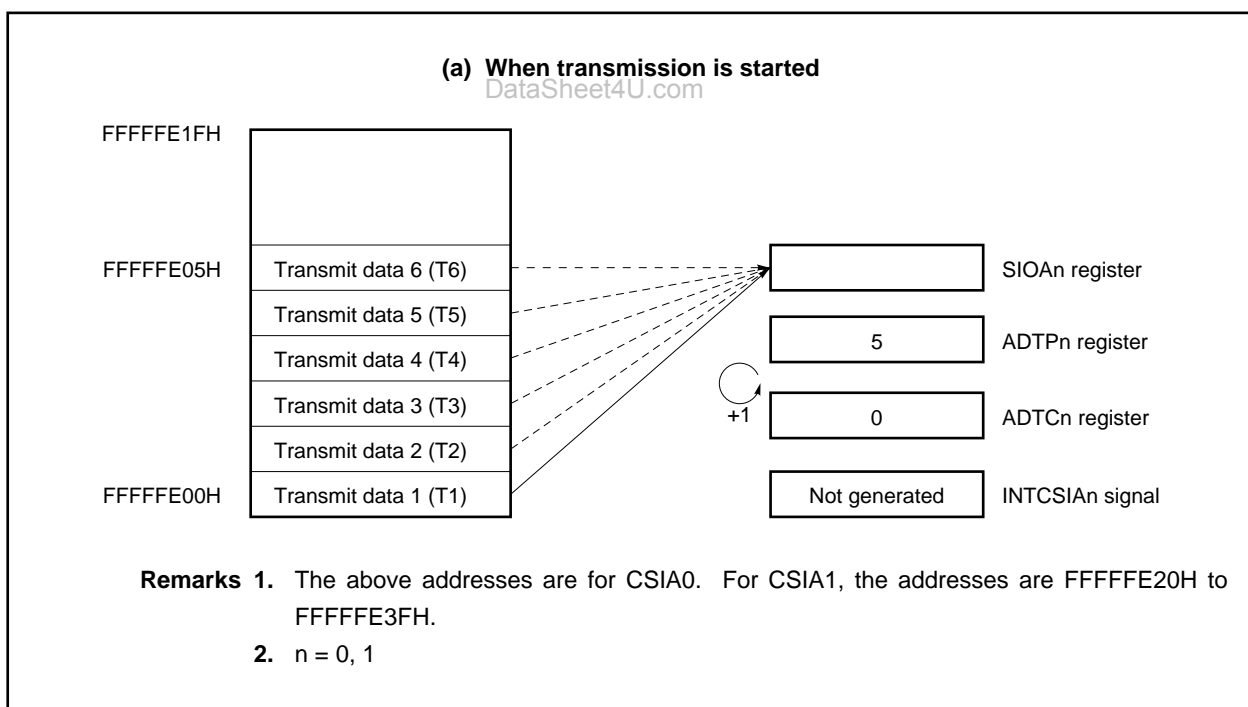 (a) When transmission is started
DataSheet4U.com
FFFFFE1FH
FFFFFE05H
Transmit data 6 (T6)
SIOAn register
Transmit data 5 (T5)
5
ADTPn register
Transmit data 4 (T4)
Transmit data 3 (T3)
+1
0
ADTCn register
Transmit data 2 (T2)
FFFFFE00H
Transmit data 1 (T1)
Not generated
INTCSIAn signal
Remarks 1. The above addresses are for CSIA0. For CSIA1, the addresses are FFFFFE20H to
FFFFFE3FH.
2. n = 0, 1